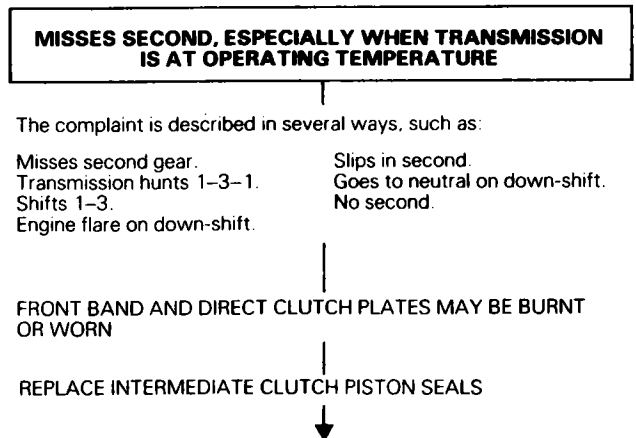 MISSES SECOND, ESPECIALLY WHEN TRANSMISSION
IS AT OPERATING TEMPERATURE
The complaint is described in several ways, such as:
Misses second gear.
Transmission hunts 1–3–1.
Shifts 1–3.
Engine flare on down-shift.
Slips in second.
Goes to neutral on down-shift.
No second.
FRONT BAND AND DIRECT CLUTCH PLATES MAY BE BURNT
OR WORN
REPLACE INTERMEDIATE CLUTCH PISTON SEALS